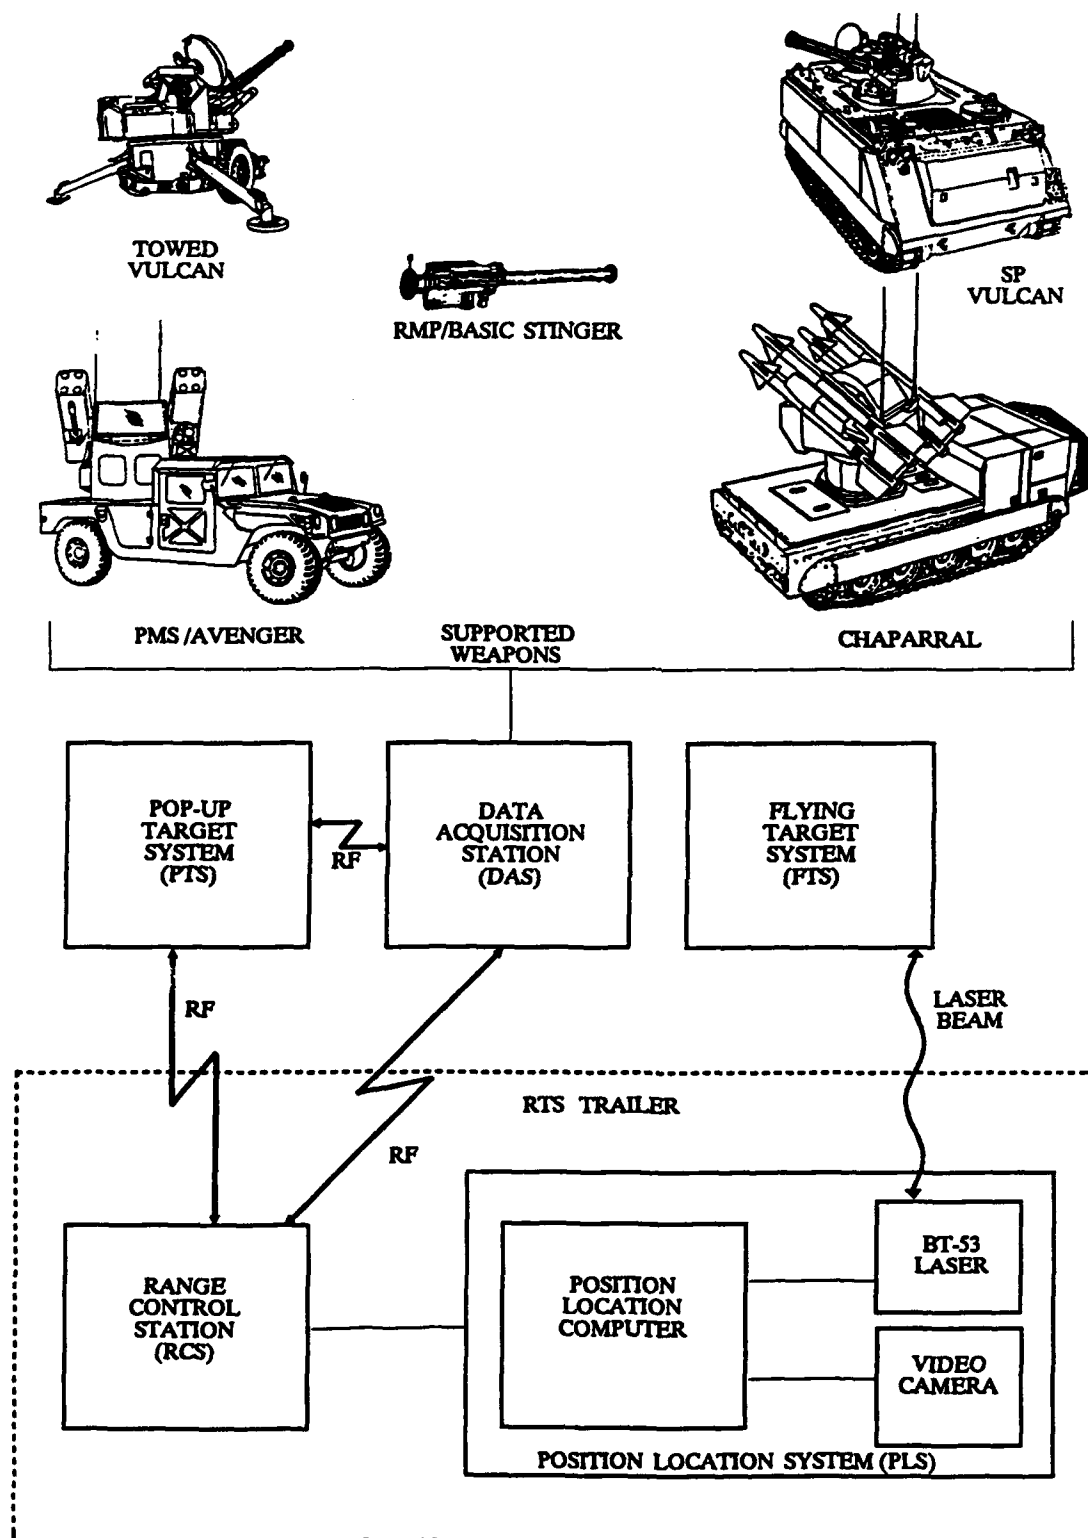 TOWED
VULCAN
SP
VULCAN
RMP/BASIC STINGER
PMS/AVENGER
SUPPORTED
WEAPONS
CHAPARRAL
POP-UP
TARGET
SYSTEM
(PTS)
RF
DATA
ACQUISITION
STATION
(DAS)
FLYING
TARGET
SYSTEM
(FTS)
RF
LASER
BEAM
RTS TRAILER
RF
RANGE
CONTROL
STATION
(RCS)
POSITION
LOCATION
COMPUTER
BT-53
LASER
VIDEO
CAMERA
POSITION LOCATION SYSTEM (PLS)